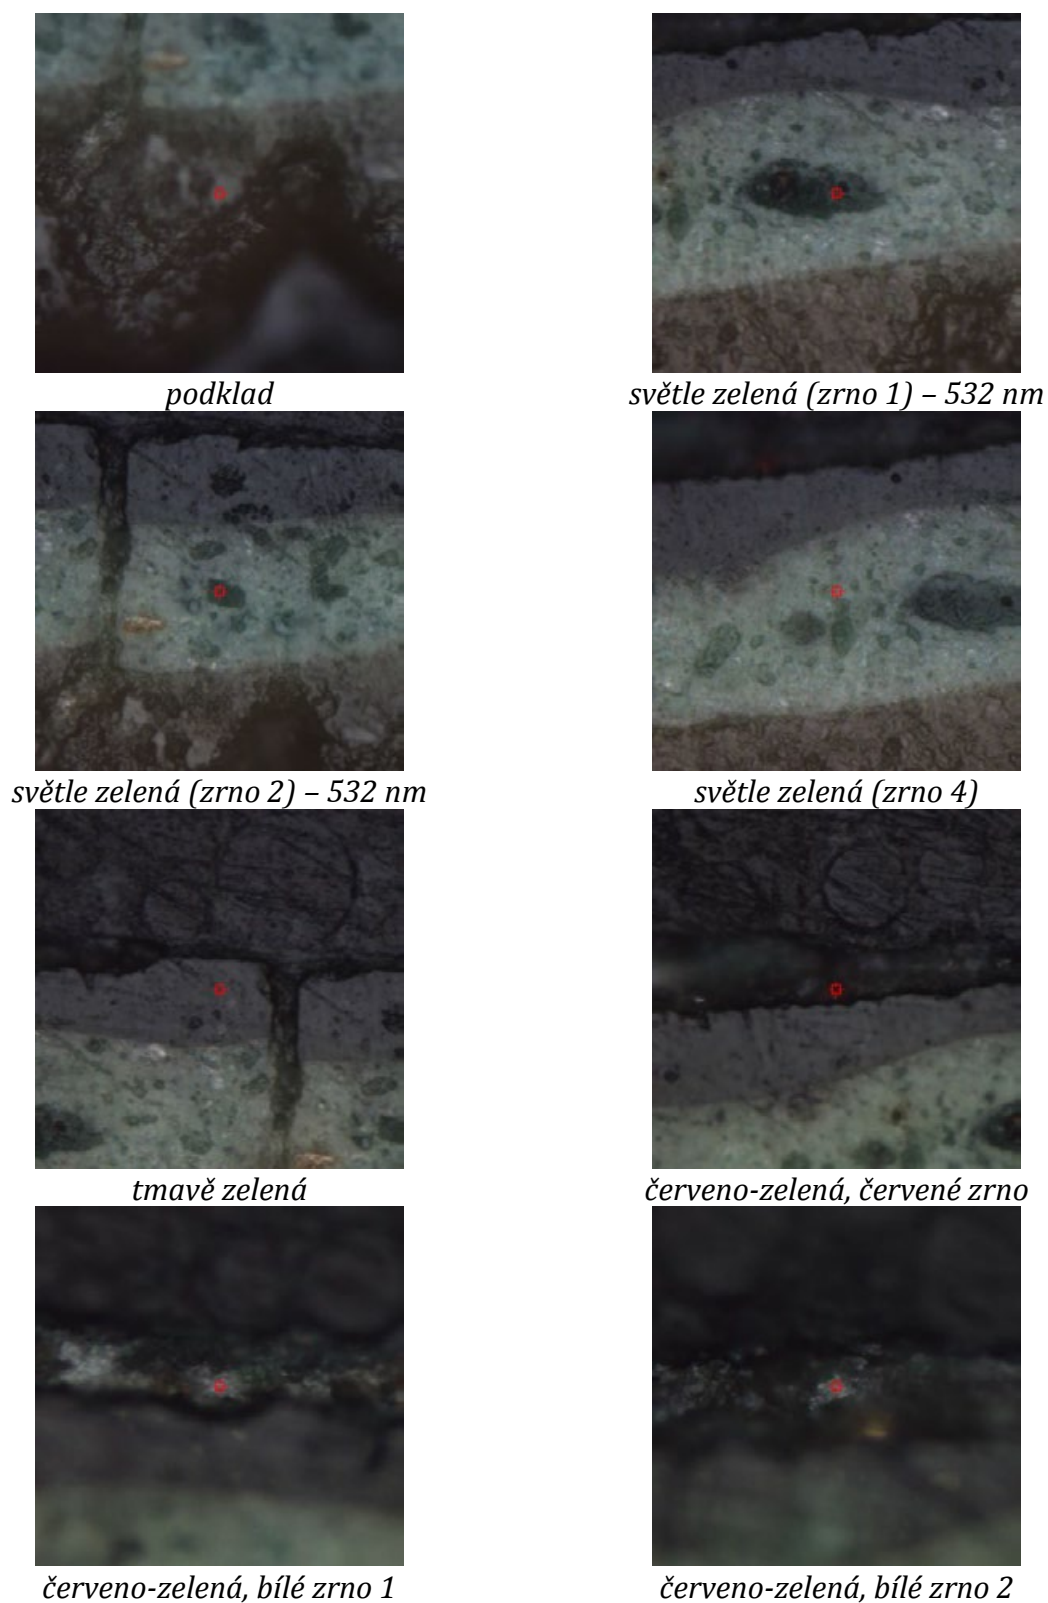 podklad
světle zelená (zrno 1) – 532 nm
světle zelená (zrno 2) – 532 nm
světle zelená (zrno 4)
tmavě zelená
červeno-zelená, červené zrno
červeno-zelená, bílé zrno 1
červeno-zelená, bílé zrno 2